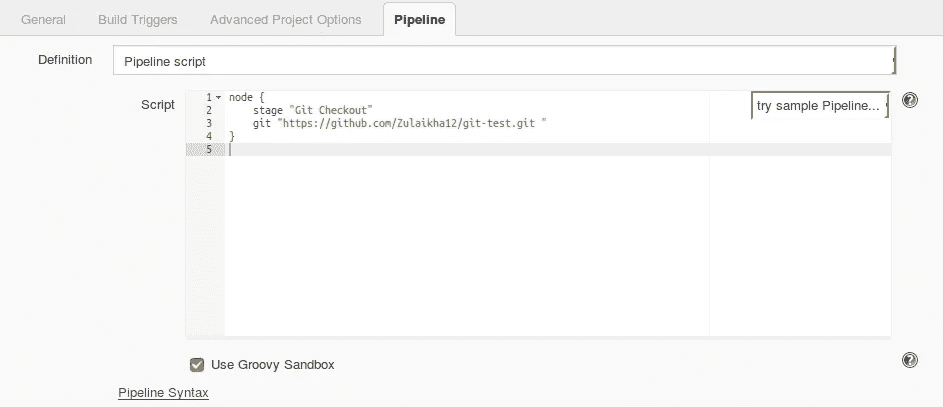 General Build Triggers Advanced Project Options Pipeline
Definition Pipeline script
Script
try sample Pipeline...
1 node {
2 stage "Git Checkout"
3 git "https://github.com/Zulaikha12/git-test.git "
4 }
5
Use Groovy Sandbox
Pipeline Syntax